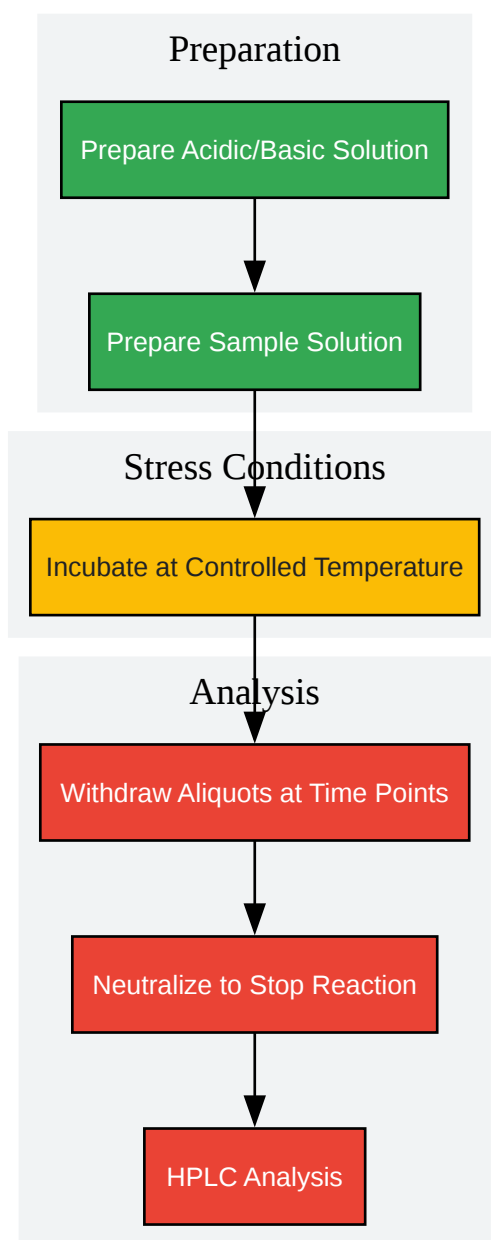 Preparation
Prepare Acidic/Basic Solution
Prepare Sample Solution
Stress Conditions
Incubate at Controlled Temperature
Analysis
Withdraw Aliquots at Time Points
Neutralize to Stop Reaction
HPLC Analysis